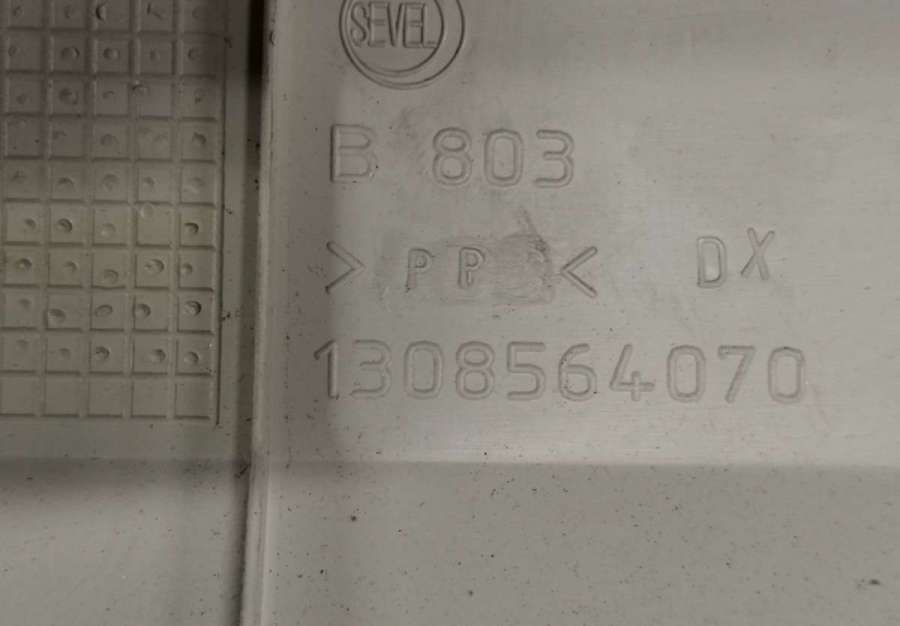 SEVEL
B 803
> PP <
DX
1308564070